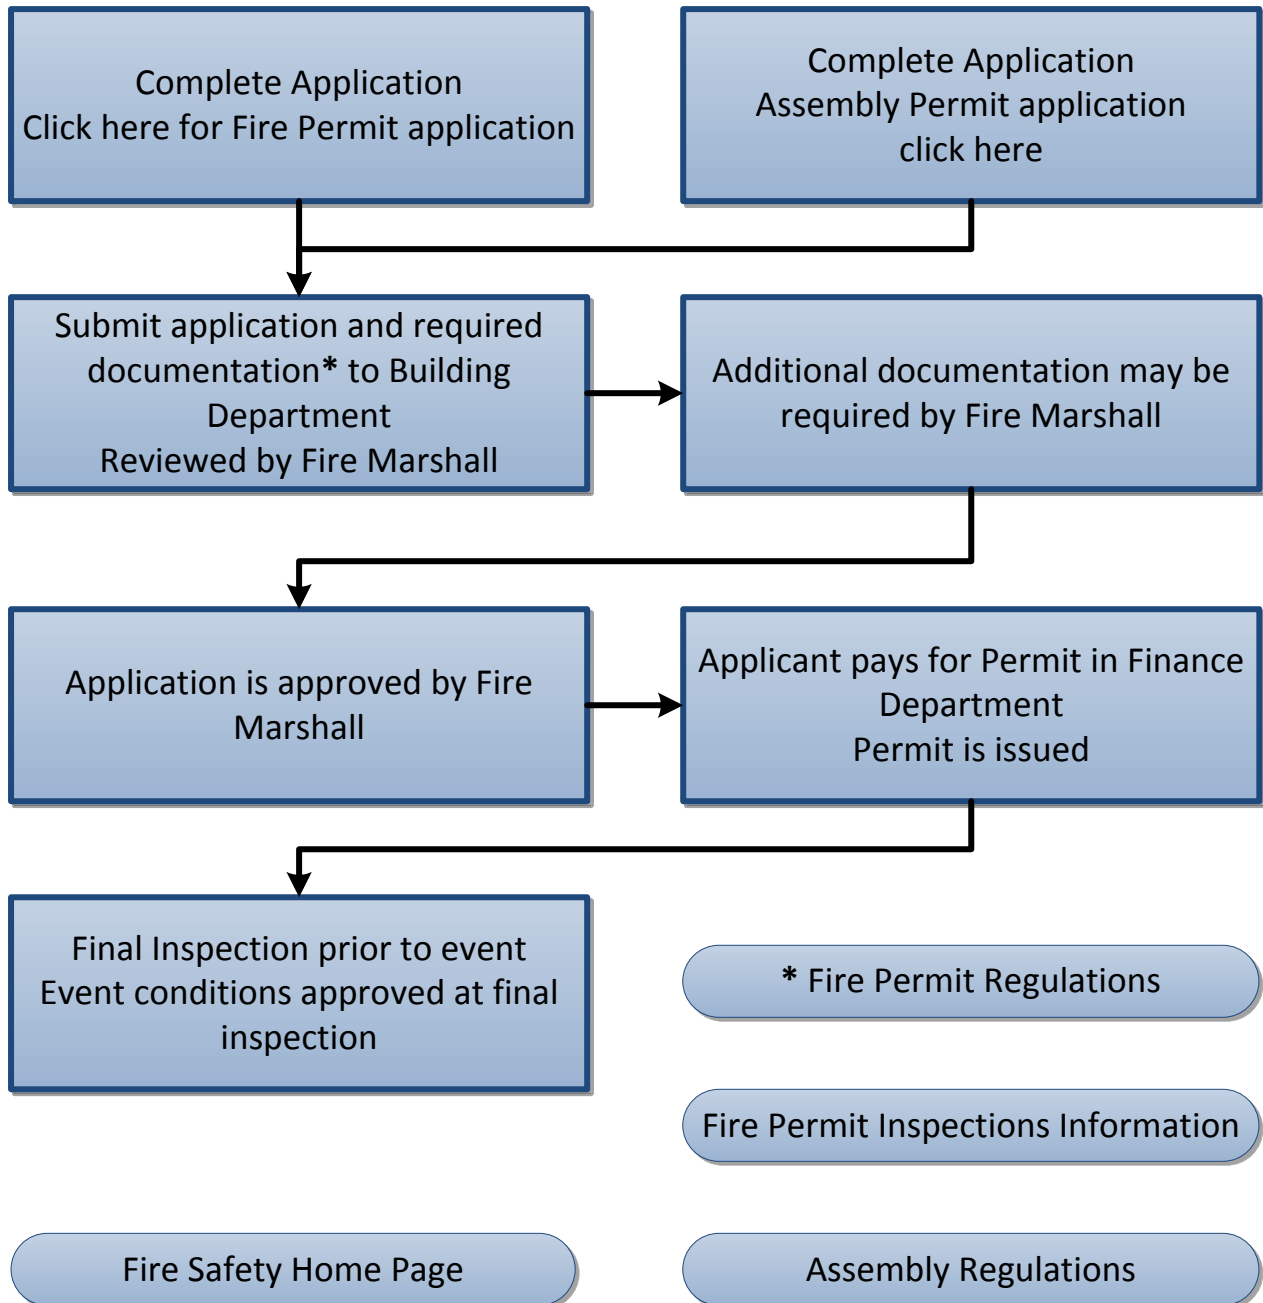 Complete Application
Click here for Fire Permit application
Complete Application
Assembly Permit application
click here
Submit application and required
documentation* to Building
Department
Reviewed by Fire Marshall
Additional documentation may be
required by Fire Marshall
Application is approved by Fire
Marshall
Applicant pays for Permit in Finance
Department
Permit is issued
Final Inspection prior to event
Event conditions approved at final
inspection
* Fire Permit Regulations
Fire Permit Inspections Information
Fire Safety Home Page
Assembly Regulations